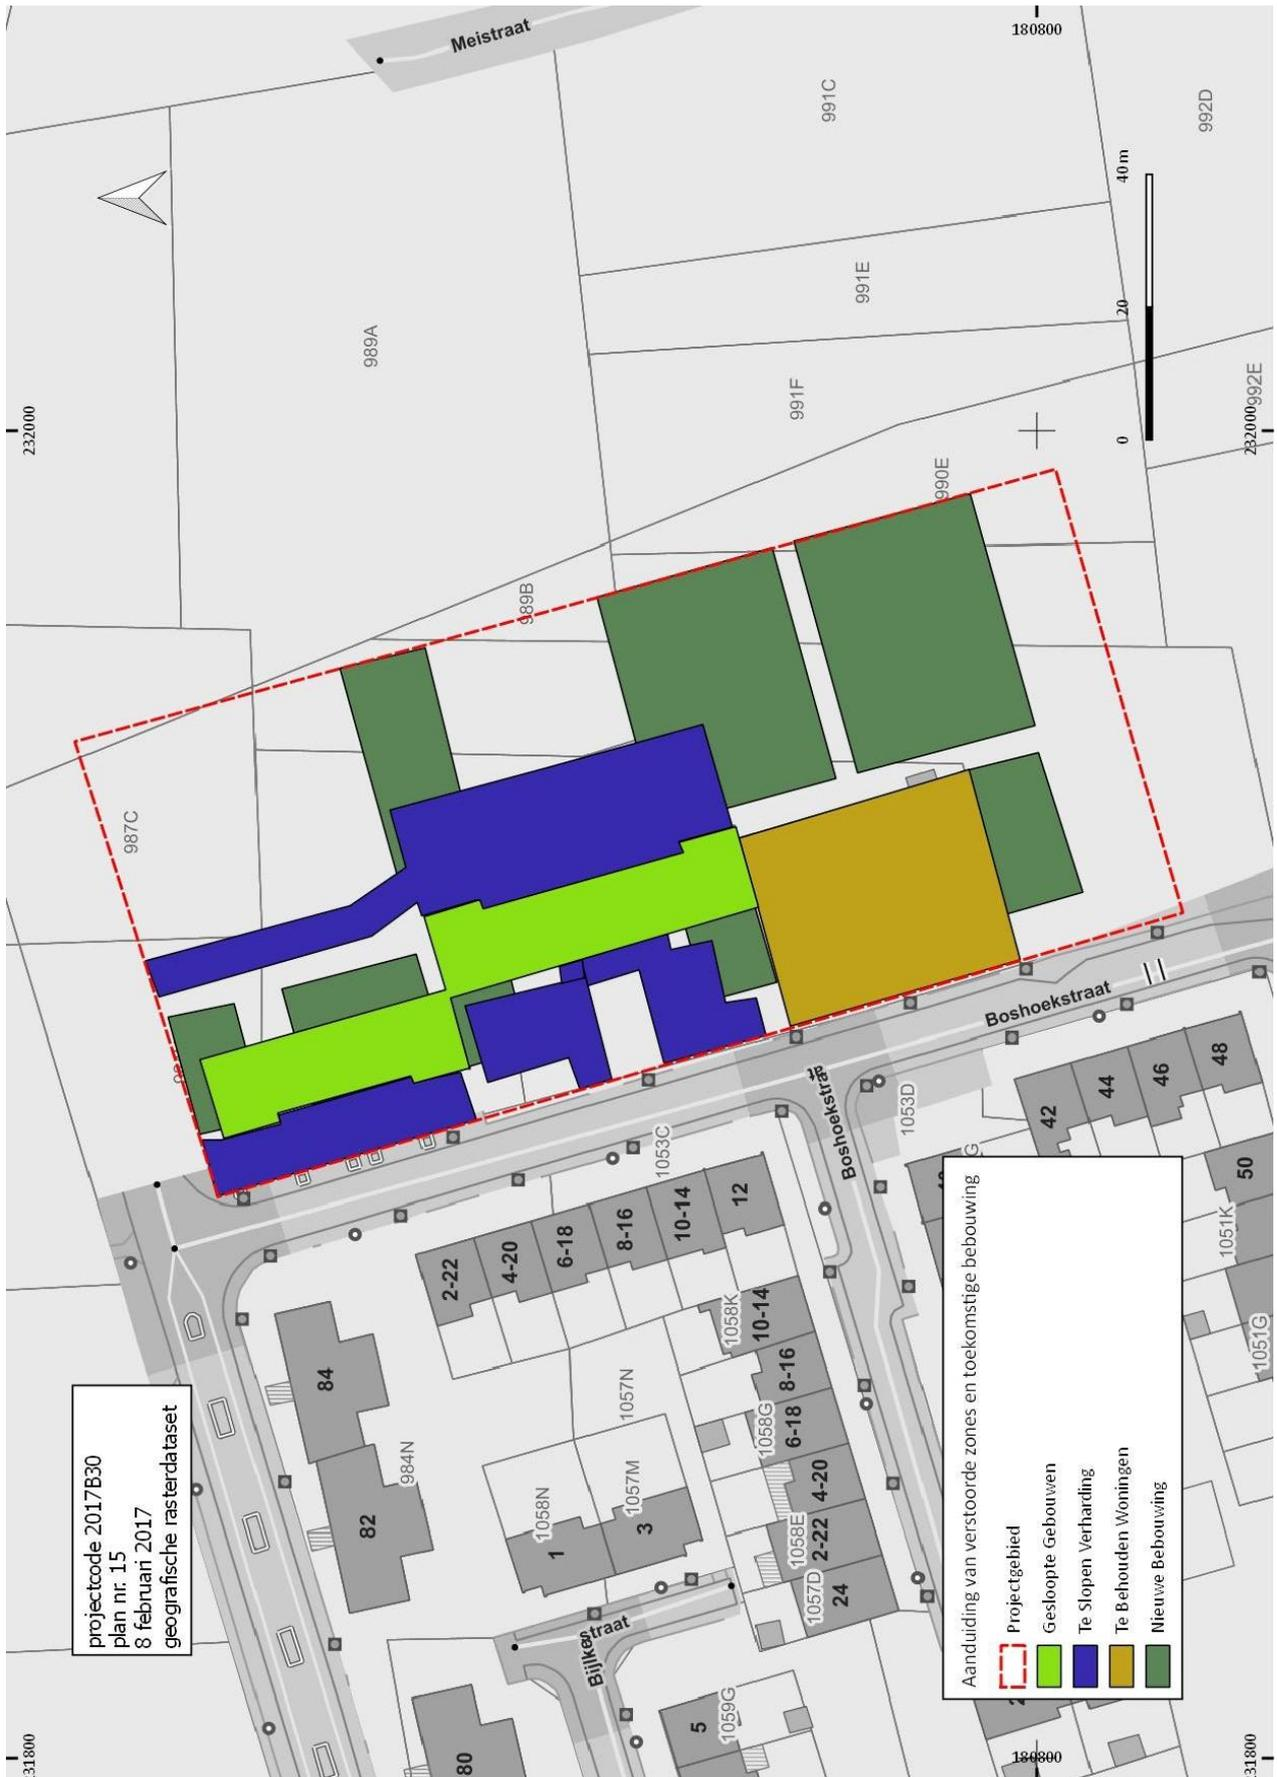 projectcode 2017B30
plan nr. 15
8 februari 2017
geografische rasterdataset
Meistraat
180800
991C
992D
989A
991E
991F
990E
992E
232000
232000
0
20
40 m
989B
987C
Boshoekstraat
Boshoekstraat
1053D
1053C
42
44
46
48
50
1051K
1051G
2-22
4-20
6-18
8-16
10-14
12
1058K
10-14
8-16
6-18
4-20
2-22
24
1058G
1058E
1057D
84
82
80
984N
1057N
1058N
1057M
1
3
5
1059G
Bijlkestraat
180800
Aanduiding van verstoorde zones en toekomstige bebouwing
Projectgebied
Gesloopte Gebouwen
Te Slopen Verharding
Te Behouden Woningen
Nieuwe Bebouwing